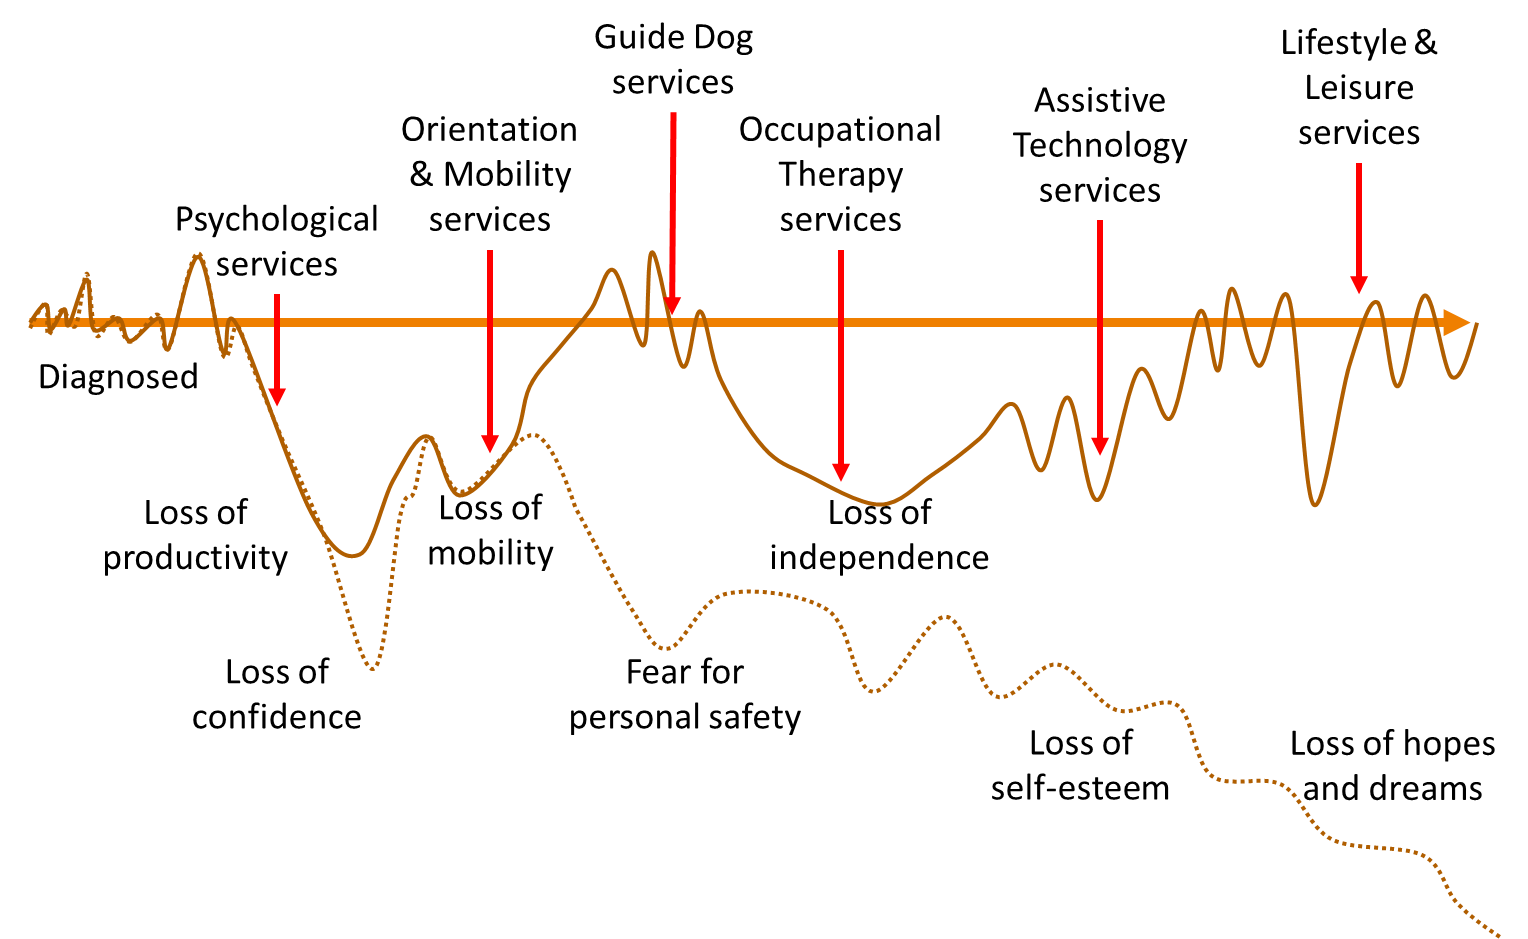 Guide Dog
services
Lifestyle &
Leisure
services
Orientation
& Mobility
services
Occupational
Therapy
services
Assistive
Technology
services
Psychological
services
Diagnosed
Loss of
productivity
Loss of
mobility
Loss of
independence
Loss of
confidence
Fear for
personal safety
Loss of
self-esteem
Loss of hopes
and dreams